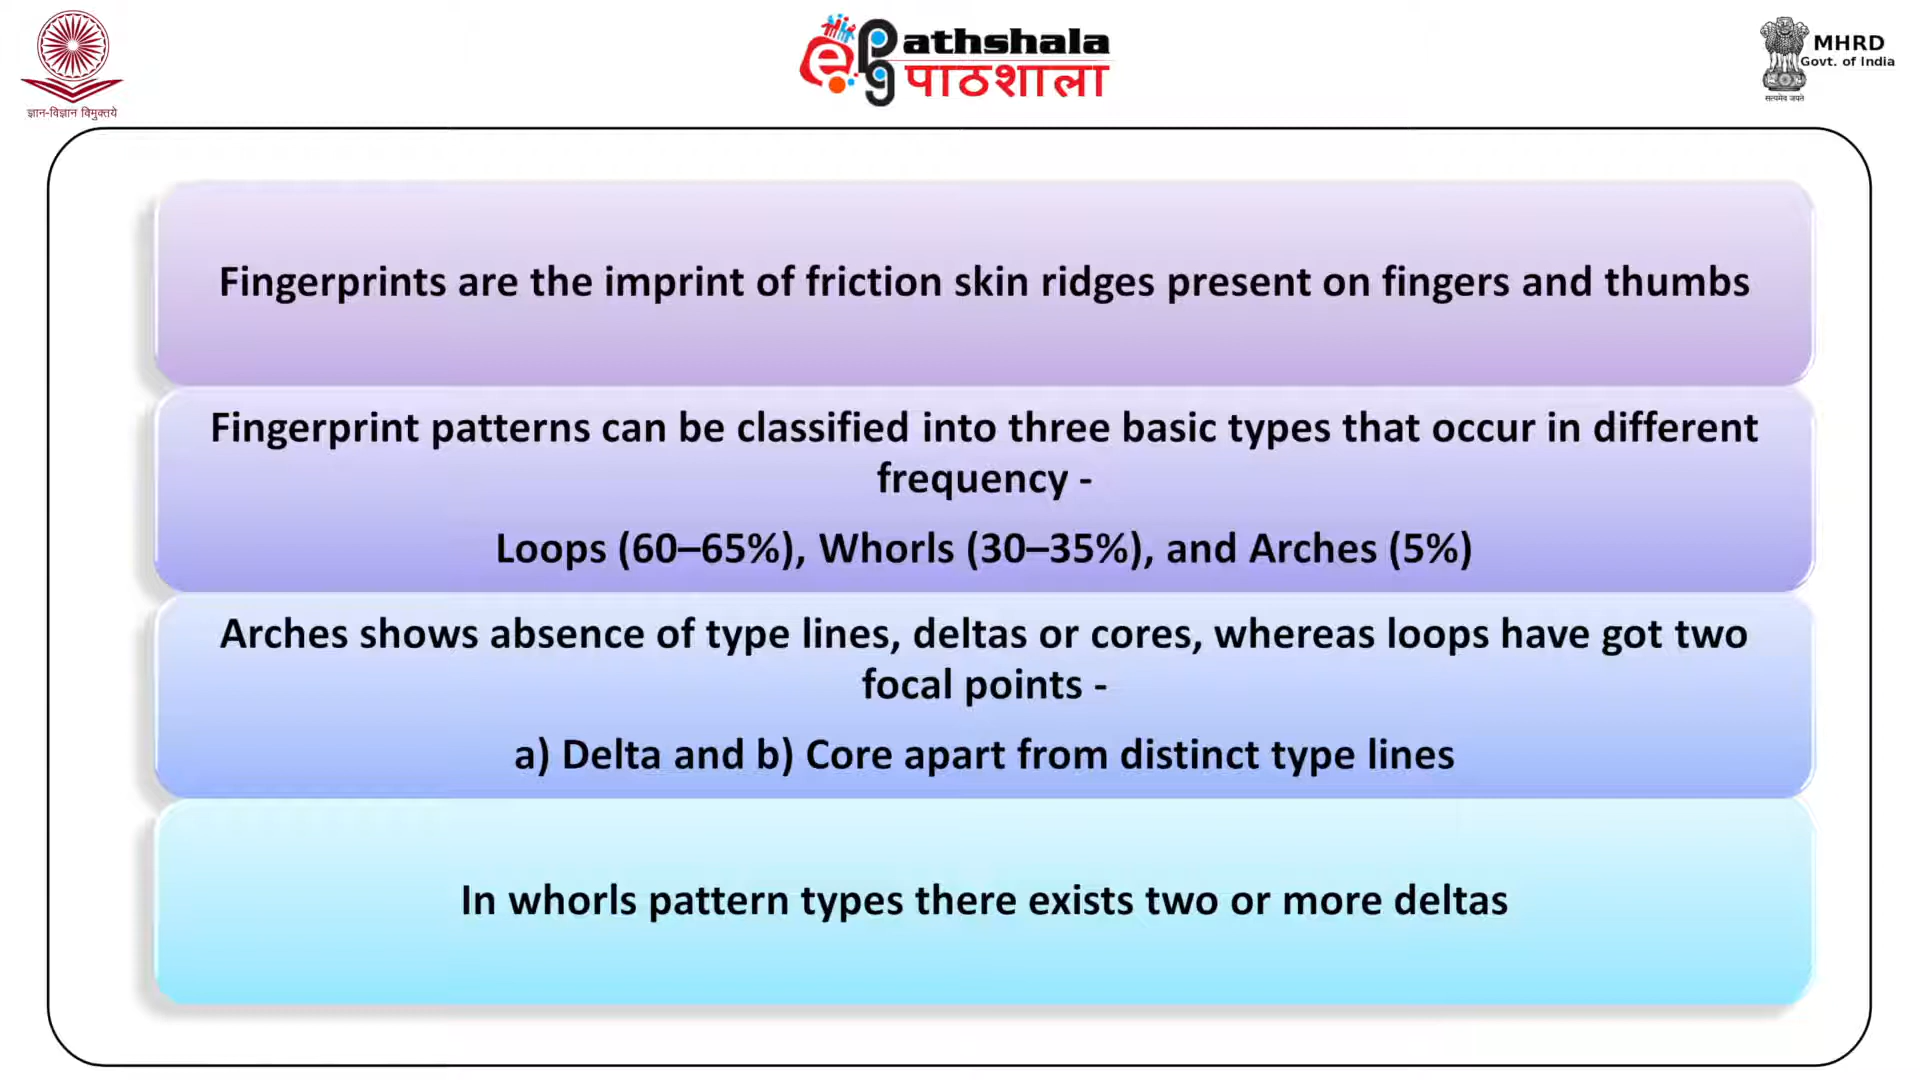 ज्ञान-विज्ञान विमुक्तये
epg
athshala
पाठशाला
सत्यमेव जयते
MHRD
Govt. of India
Fingerprints are the imprint of friction skin ridges present on fingers and thumbs
Fingerprint patterns can be classified into three basic types that occur in different
frequency -
Loops (60–65%), Whorls (30–35%), and Arches (5%)
Arches shows absence of type lines, deltas or cores, whereas loops have got two
focal points -
a) Delta and b) Core apart from distinct type lines
In whorls pattern types there exists two or more deltas